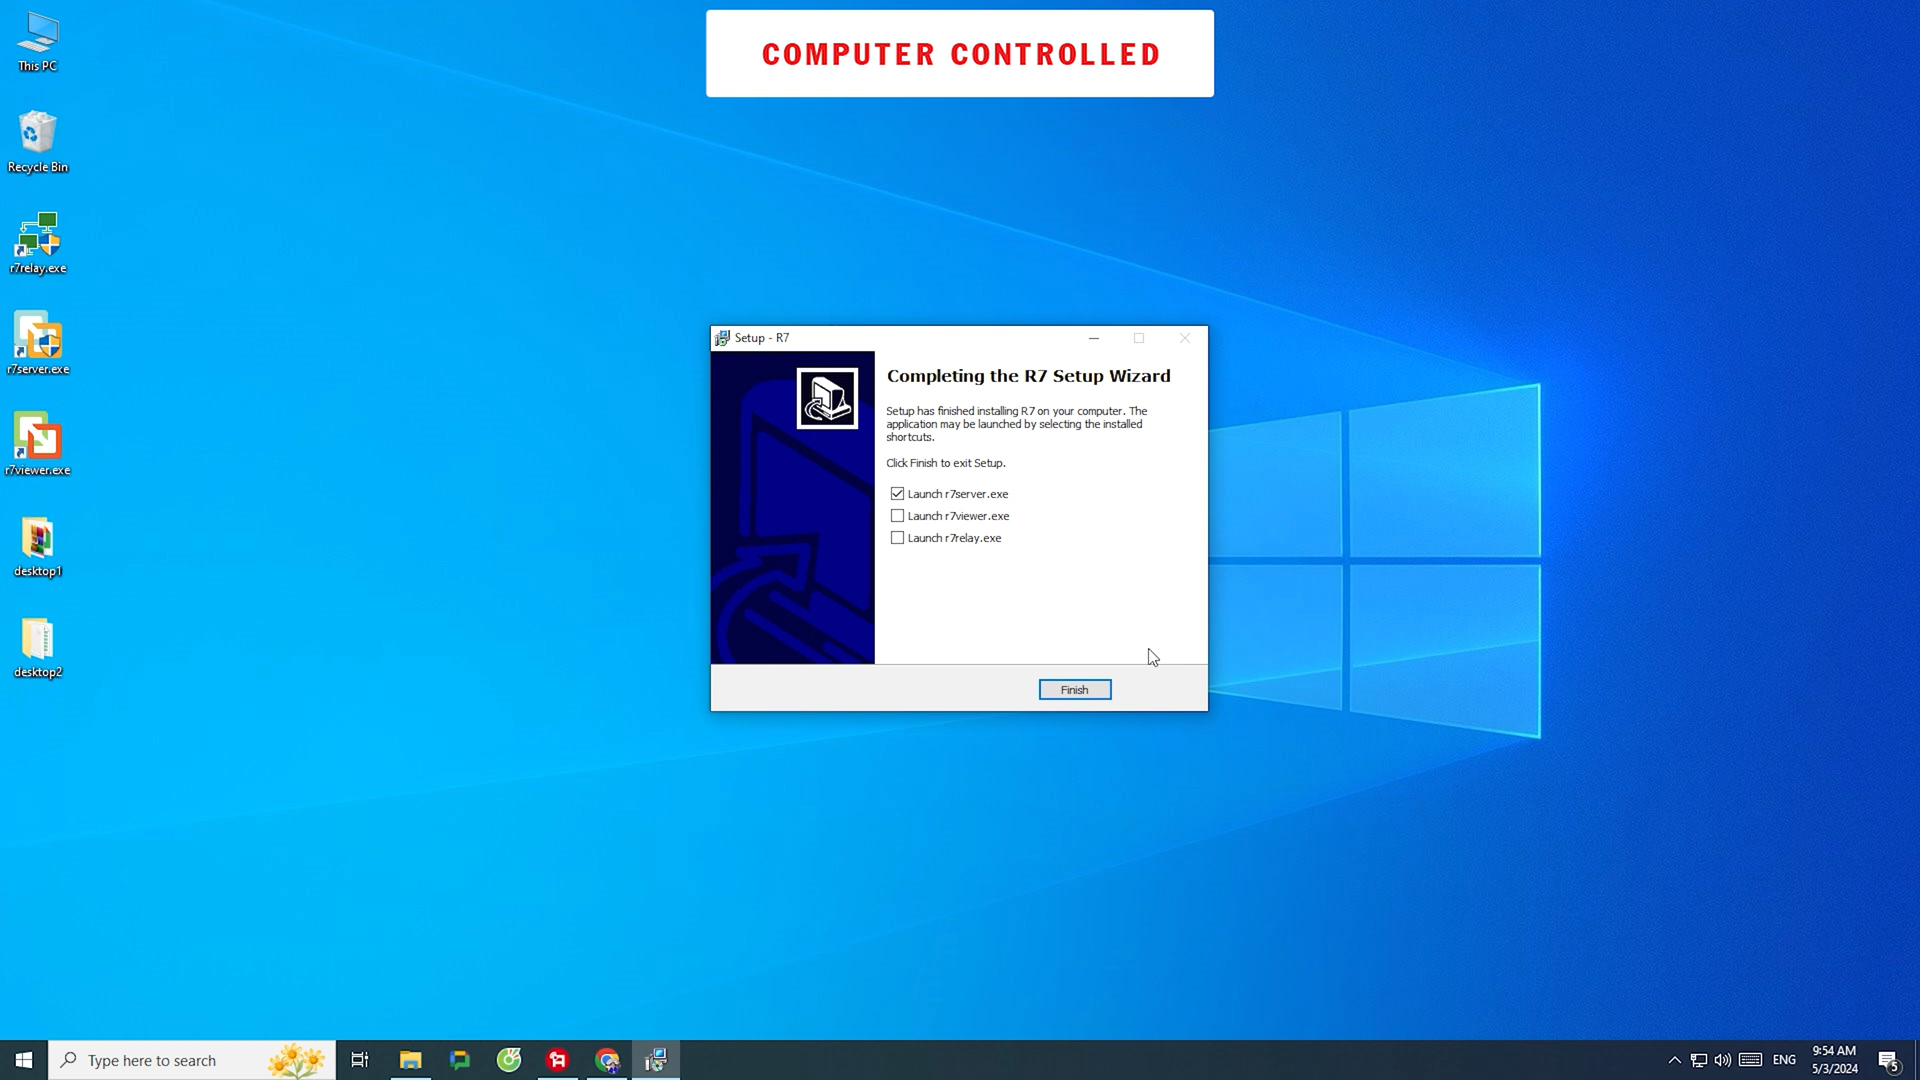 COMPUTER CONTROLLED
This PC
Recycle Bin
r7relay.exe
r7server.exe
r7viewer.exe
desktop1
desktop2
Setup - R7
Completing the R7 Setup Wizard
Setup has finished installing R7 on your computer. The
application may be launched by selecting the installed
shortcuts.
Click Finish to exit Setup.
Launch r7server.exe
Launch r7viewer.exe
Launch r7relay.exe
Finish
Type here to search
ENG
9:54 AM
5/3/2024
5